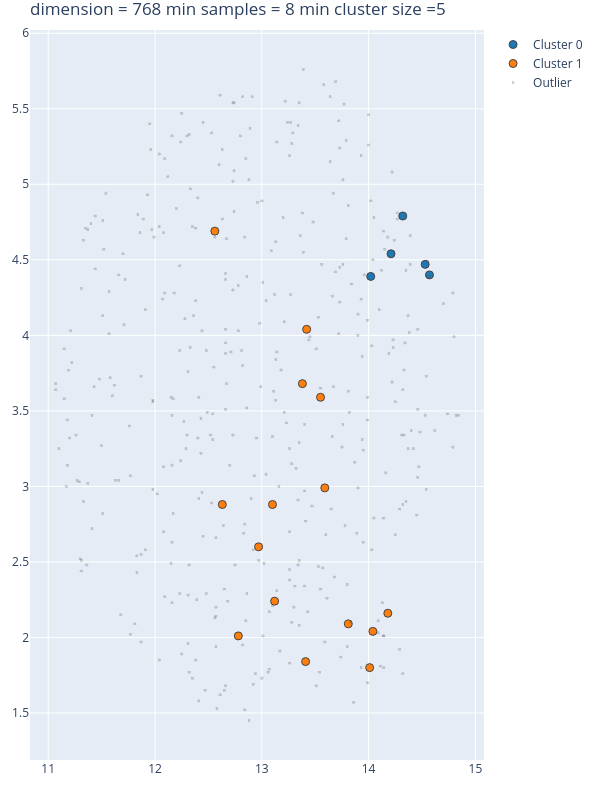 dimension = 768 min samples = 8 min cluster size =5
6
5.5
5
4.5
4
3.5
3
2.5
2
1.5
11 12 13 14 15
Cluster 0
Cluster 1
Outlier